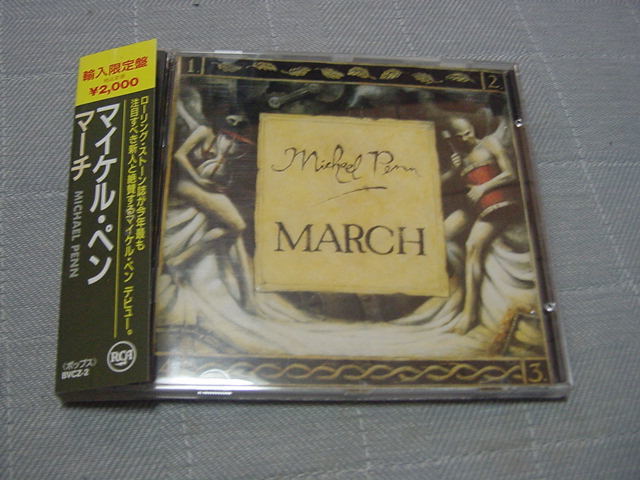 輸入限定盤
¥2,000
ローリング・ストーン誌が今年最も
注目すべき新人と絶賛するマイケル・ペン デビュー。
マイケル・ペン
マーチ
MICHAEL PENN
RCA
〈ポップス〉
BVCZ-2
1.
2.
Michael Penn
MARCH
3.